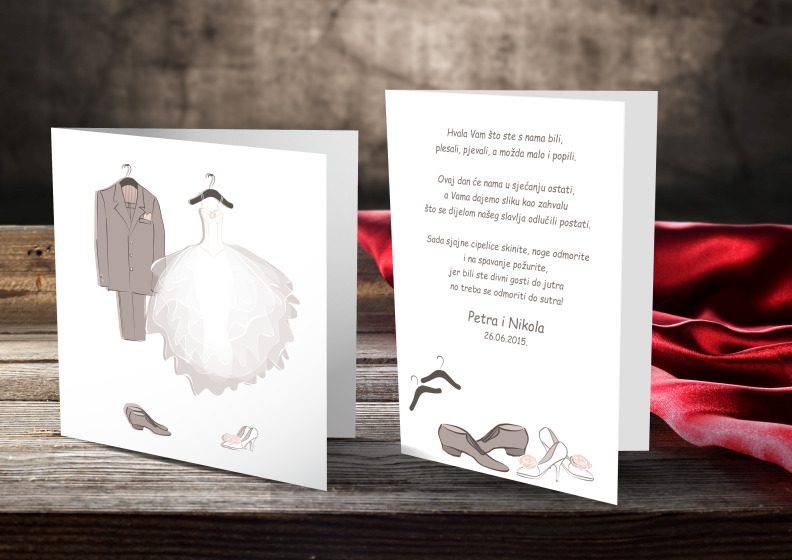 Hvala Vam što ste s nama bili,
plesali, pjevali, a možda malo i popili.
Ovaj dan će nama u sjećanju ostati,
a Vama dajemo sliku kao zahvalu
što se dijelom našeg slavlja odlučili postati.
Sada sjajne cipelice skinite, noge odmorite
i na spavanje požurite,
jer bili ste divni gosti do jutra
no treba se odmoriti do sutra!
Petra i Nikola
26.06.2015.